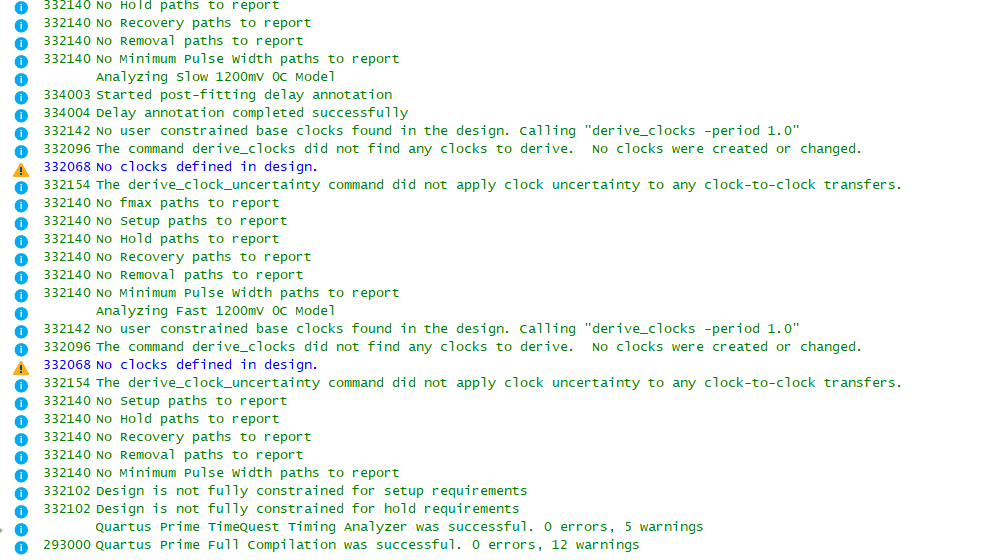 332140 No Hold paths to report
332140 No Recovery paths to report
332140 No Removal paths to report
332140 No Minimum Pulse Width paths to report
Analyzing Slow 1200mV 0C Model
334003 Started post-fitting delay annotation
334004 Delay annotation completed successfully
332142 No user constrained base clocks found in the design. Calling "derive_clocks -period 1.0"
332096 The command derive_clocks did not find any clocks to derive.  No clocks were created or changed.
332068 No clocks defined in design.
332154 The derive_clock_uncertainty command did not apply clock uncertainty to any clock-to-clock transfers.
332140 No fmax paths to report
332140 No Setup paths to report
332140 No Hold paths to report
332140 No Recovery paths to report
332140 No Removal paths to report
332140 No Minimum Pulse Width paths to report
Analyzing Fast 1200mV 0C Model
332142 No user constrained base clocks found in the design. Calling "derive_clocks -period 1.0"
332096 The command derive_clocks did not find any clocks to derive.  No clocks were created or changed.
332068 No clocks defined in design.
332154 The derive_clock_uncertainty command did not apply clock uncertainty to any clock-to-clock transfers.
332140 No Setup paths to report
332140 No Hold paths to report
332140 No Recovery paths to report
332140 No Removal paths to report
332140 No Minimum Pulse Width paths to report
332102 Design is not fully constrained for setup requirements
332102 Design is not fully constrained for hold requirements
Quartus Prime TimeQuest Timing Analyzer was successful. 0 errors, 5 warnings
293000 Quartus Prime Full Compilation was successful. 0 errors, 12 warnings